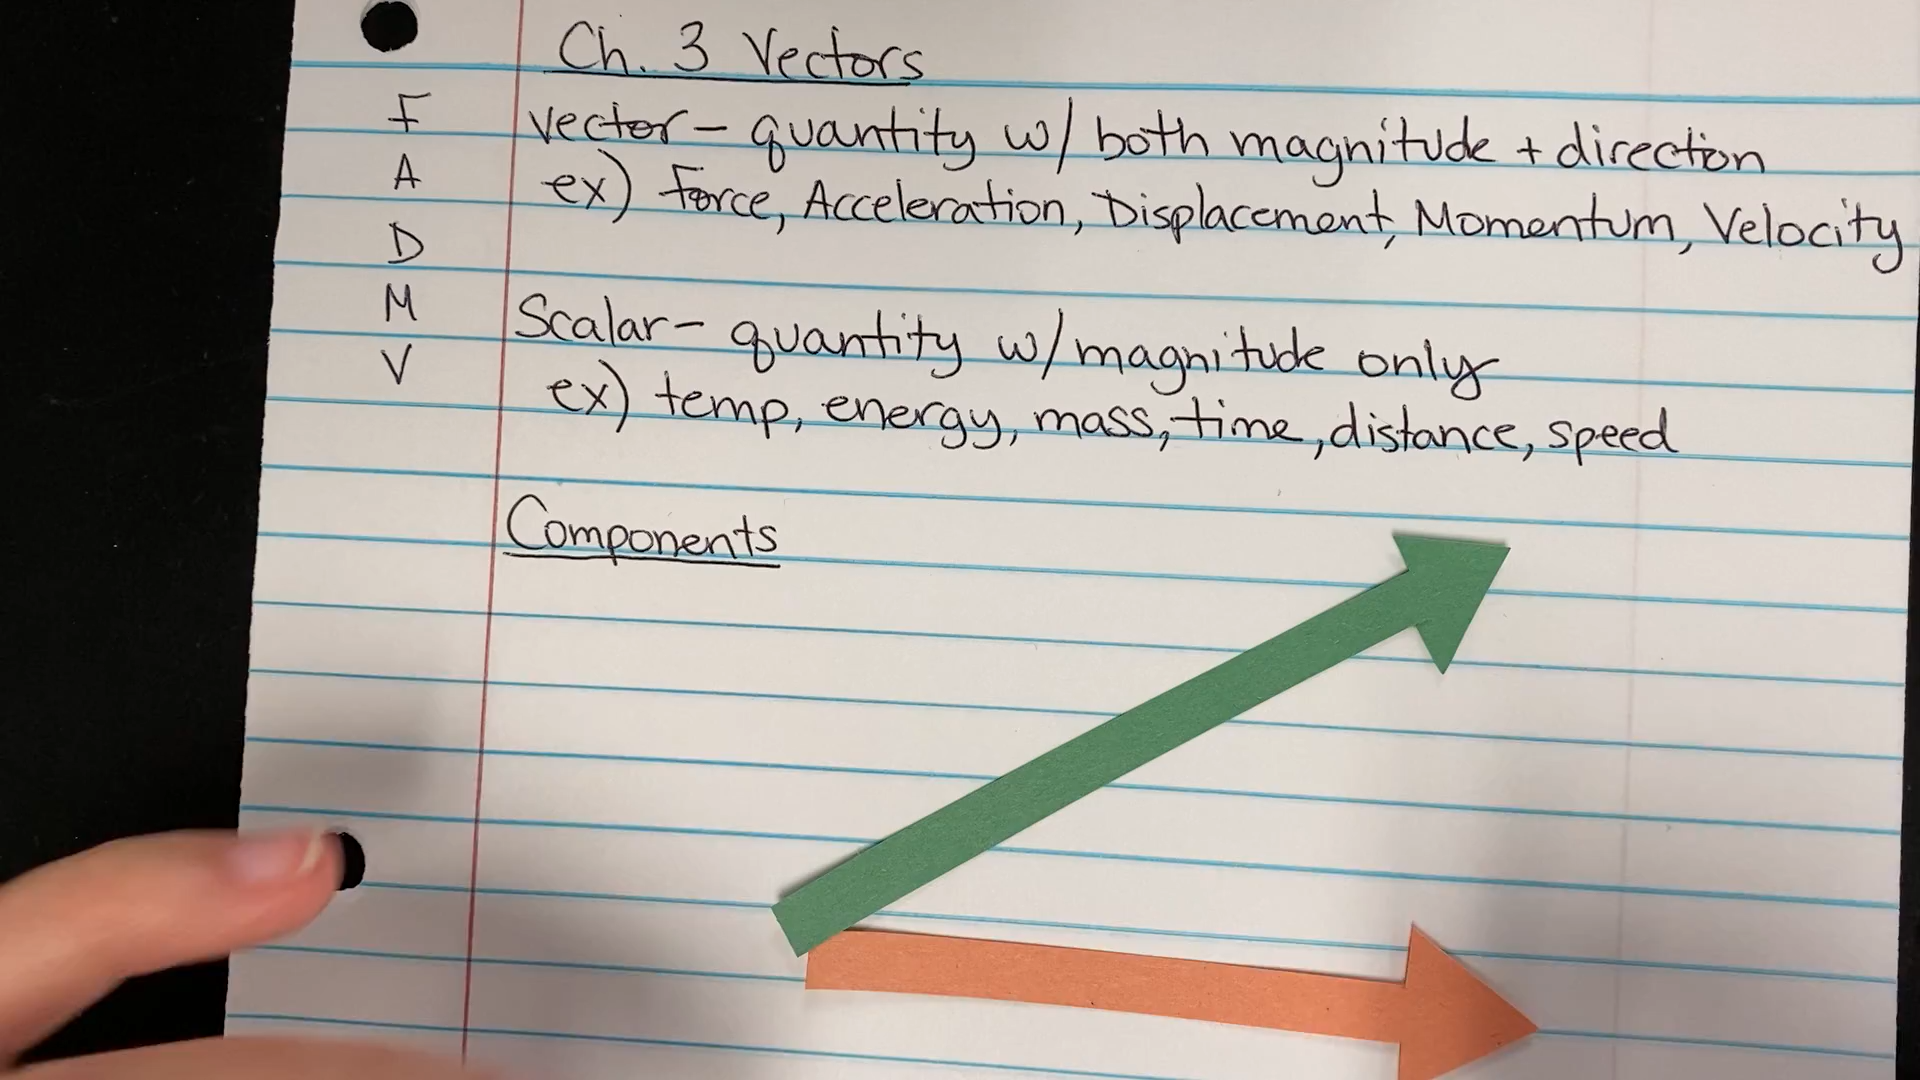 Ch. 3 Vectors
F
vector - quantity w/ both magnitude + direction
A
ex) Force, Acceleration, Displacement, Momentum, Velocity
D
M
Scalar - quantity w/ magnitude only
V
ex) temp, energy, mass, time, distance, speed
Components